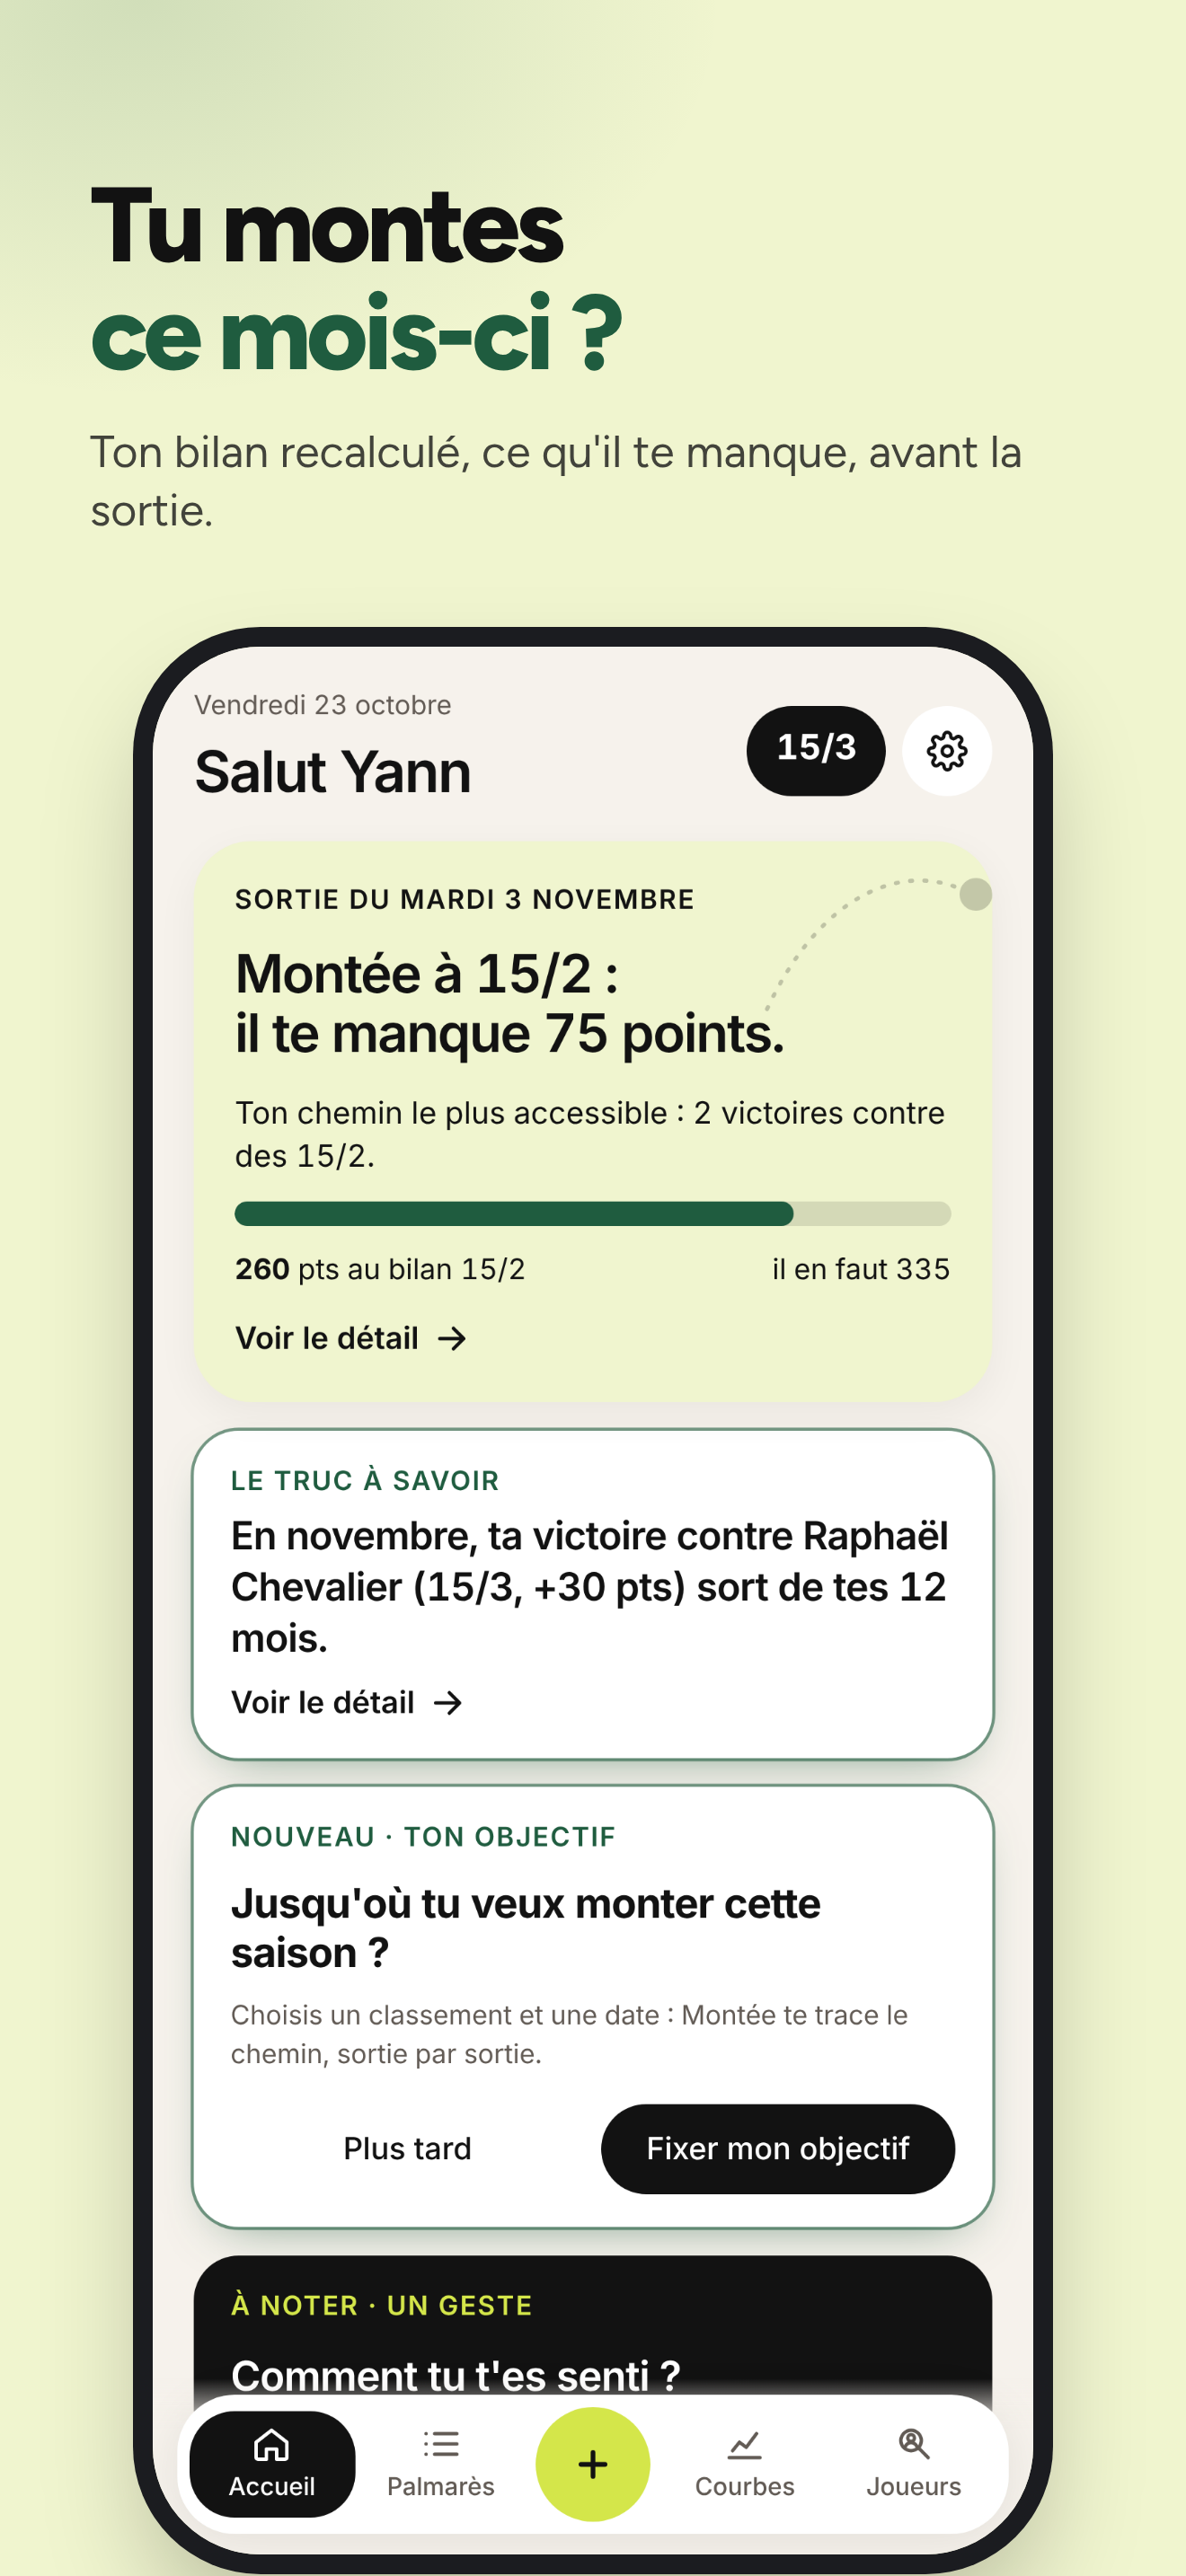 Tu montes
ce mois-ci ?
Ton bilan recalculé, ce qu'il te manque, avant la
sortie.
Vendredi 23 octobre
Salut Yann
15/3
SORTIE DU MARDI 3 NOVEMBRE
Montée à 15/2 :
il te manque 75 points.
Ton chemin le plus accessible : 2 victoires contre
des 15/2.
260 pts au bilan 15/2
il en faut 335
Voir le détail →
LE TRUC À SAVOIR
En novembre, ta victoire contre Raphaël
Chevalier (15/3, +30 pts) sort de tes 12
mois.
Voir le détail →
NOUVEAU · TON OBJECTIF
Jusqu'où tu veux monter cette
saison ?
Choisis un classement et une date : Montée te trace le
chemin, sortie par sortie.
Plus tard
Fixer mon objectif
À NOTER · UN GESTE
Comment tu t'es senti ?
Accueil
Palmarès
+
Courbes
Joueurs